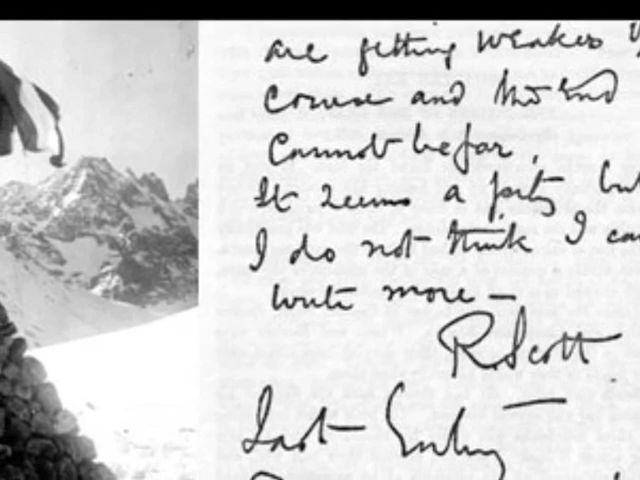 are getting weaker
course and the end
cannot be far.
It seems a pity but
I do not think I can
write more —
R. Scott
Last Entry